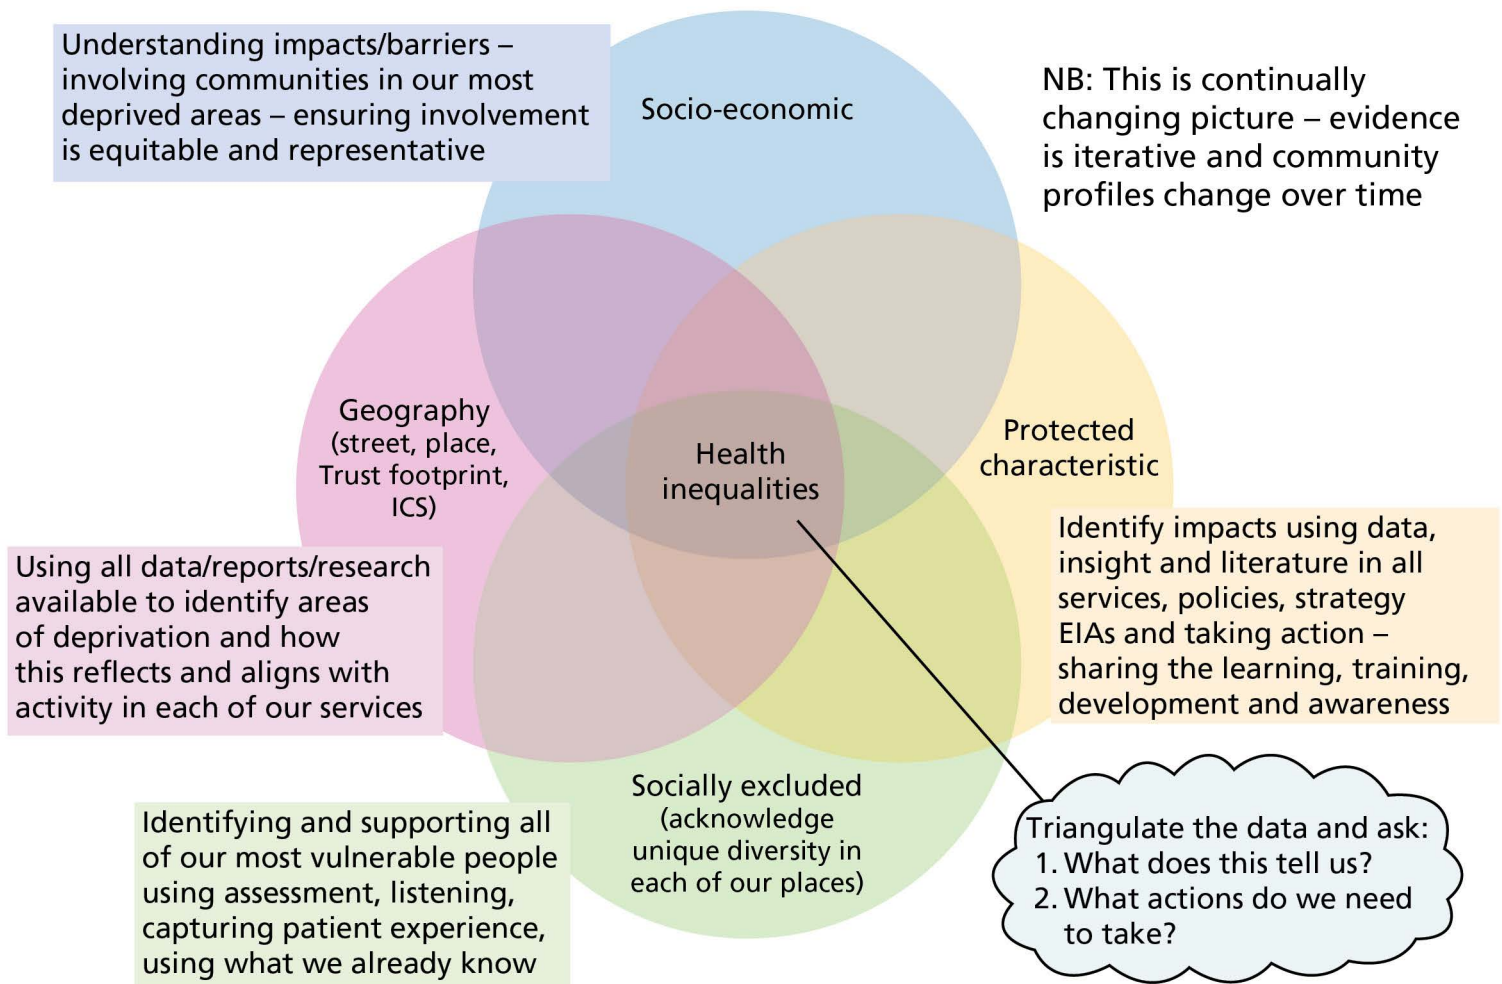 Understanding impacts/barriers –
involving communities in our most
deprived areas – ensuring involvement
is equitable and representative
Socio-economic
NB: This is continually
changing picture – evidence
is iterative and community
profiles change over time
Geography
(street, place,
Trust footprint,
ICS)
Health
inequalities
Protected
characteristic
Using all data/reports/research
available to identify areas
of deprivation and how
this reflects and aligns with
activity in each of our services
Identify impacts using data,
insight and literature in all
services, policies, strategy
EIAs and taking action –
sharing the learning, training,
development and awareness
Socially excluded
(acknowledge
unique diversity in
each of our places)
Identifying and supporting all
of our most vulnerable people
using assessment, listening,
capturing patient experience,
using what we already know
Triangulate the data and ask:
1. What does this tell us?
2. What actions do we need
to take?